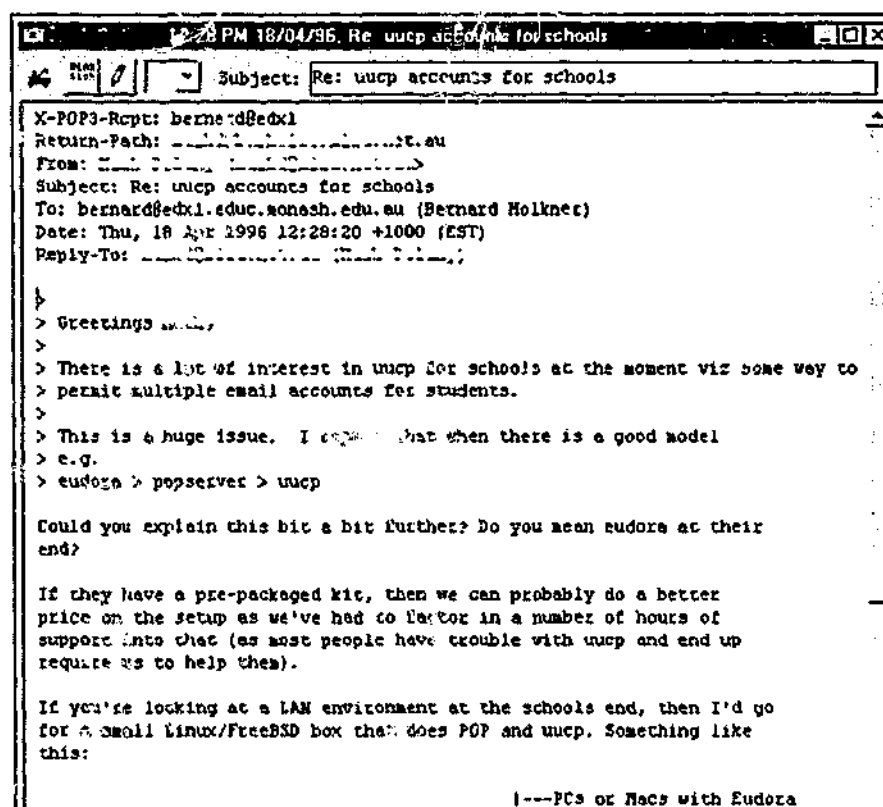 12:28 PM 18/04/96, Re: uucp accounts for schools
Subject: Re: uucp accounts for schools
X-POP3-Rcpt: bernard@edx1
Return-Path: t.au
From:
Subject: Re: uucp accounts for schools
To: bernard@edx1.educ.monash.edu.au (Bernard Holkner)
Date: Thu, 18 Apr 1996 12:28:20 +1000 (EST)
Reply-To:
>
> Greetings
>
> There is a lot of interest in uucp for schools at the moment viz some way to
> permit multiple email accounts for students.
>
> This is a huge issue. I that when there is a good model
> e.g.
> eudora > popserver > uucp
Could you explain this bit a bit further? Do you mean eudora at their
end?
If they have a pre-packaged kit, then we can probably do a better
price on the setup as we've had to factor in a number of hours of
support into that (as most people have trouble with uucp and end up
require us to help them).
If you're looking at a LAN environment at the schools end, then I'd go
for a small Linux/FreeBSD box that does POP and uucp. Something like
this:
|---PCs or Macs with Eudora